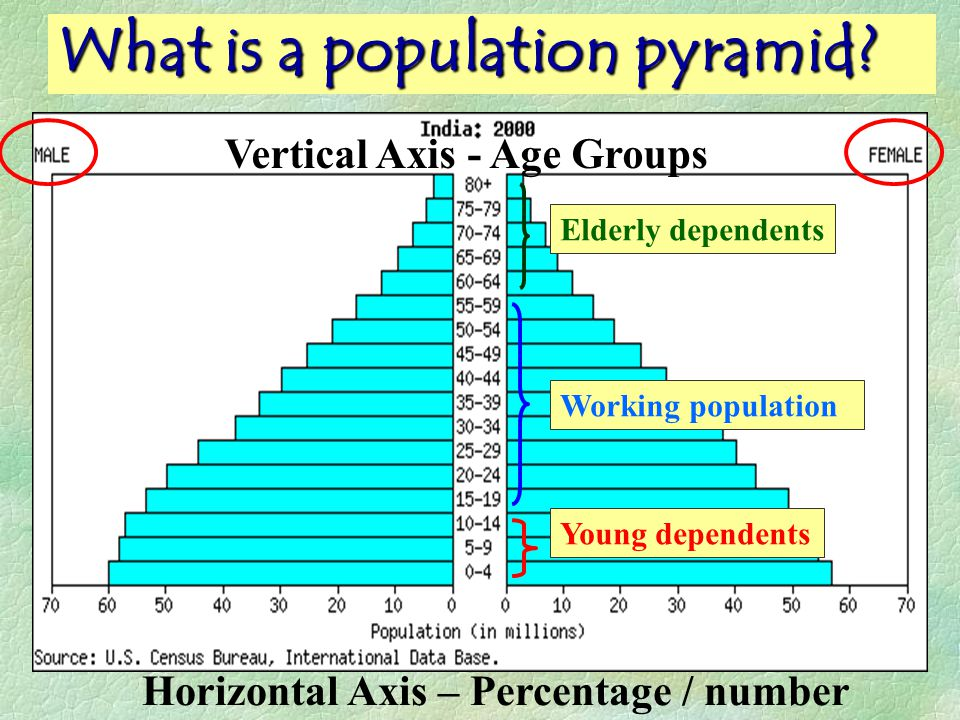 What is a population pyramid?
India: 2000
MALE
FEMALE
Vertical Axis - Age Groups
80+
75-79
70-74
65-69
60-64
55-59
50-54
45-49
40-44
35-39
30-34
25-29
20-24
15-19
10-14
5-9
0-4
Elderly dependents
Working population
Young dependents
70 60 50 40 30 20 10 0 0 10 20 30 40 50 60 70
Population (in millions)
Source: U.S. Census Bureau, International Data Base.
Horizontal Axis – Percentage / number